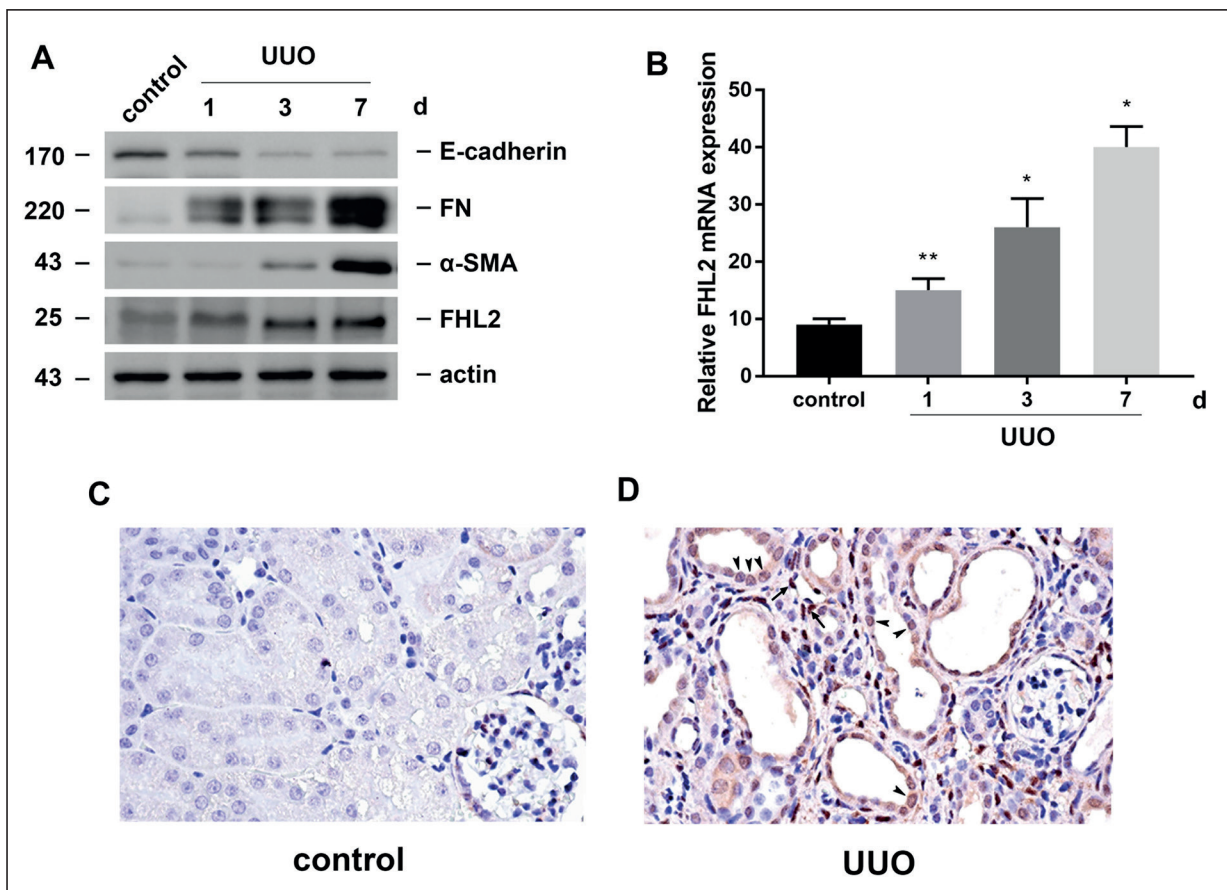 A
UUO
control 1 3 7 d
170 – – E-cadherin
220 – – FN
43 – – α-SMA
25 – – FHL2
43 – – actin
B
Relative FHL2 mRNA expression
50
40
30
20
10
0
** * *
control 1 3 7 d
UUO
C
control
D
UUO